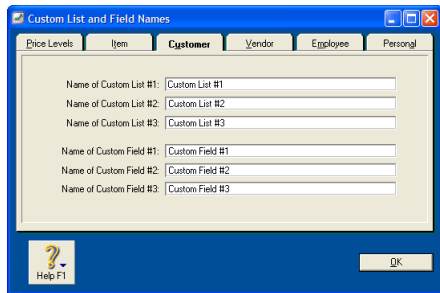 Custom List and Field Names
Price Levels Item Customer Vendor Employee Personal
Name of Custom List #1: Custom List #1
Name of Custom List #2: Custom List #2
Name of Custom List #3: Custom List #3
Name of Custom Field #1: Custom Field #1
Name of Custom Field #2: Custom Field #2
Name of Custom Field #3: Custom Field #3
Help F1
OK